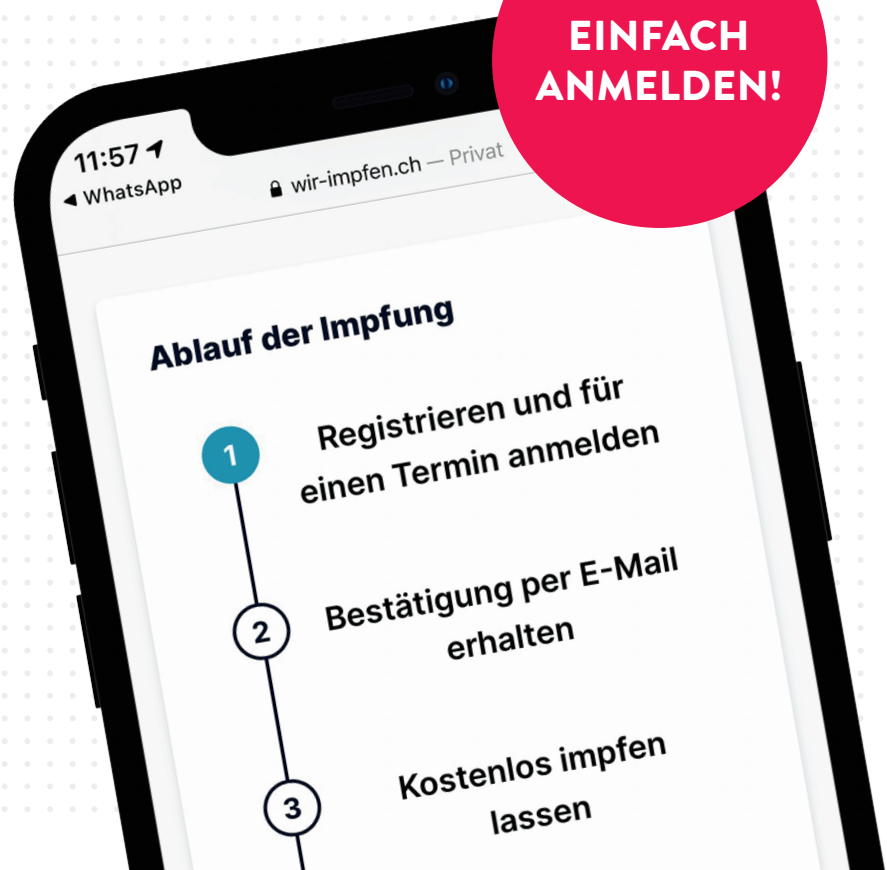 EINFACH
ANMELDEN!
11:57
WhatsApp
wir-impfen.ch — Privat
Ablauf der Impfung
1
Registrieren und für
einen Termin anmelden
2
Bestätigung per E-Mail
erhalten
3
Kostenlos impfen
lassen